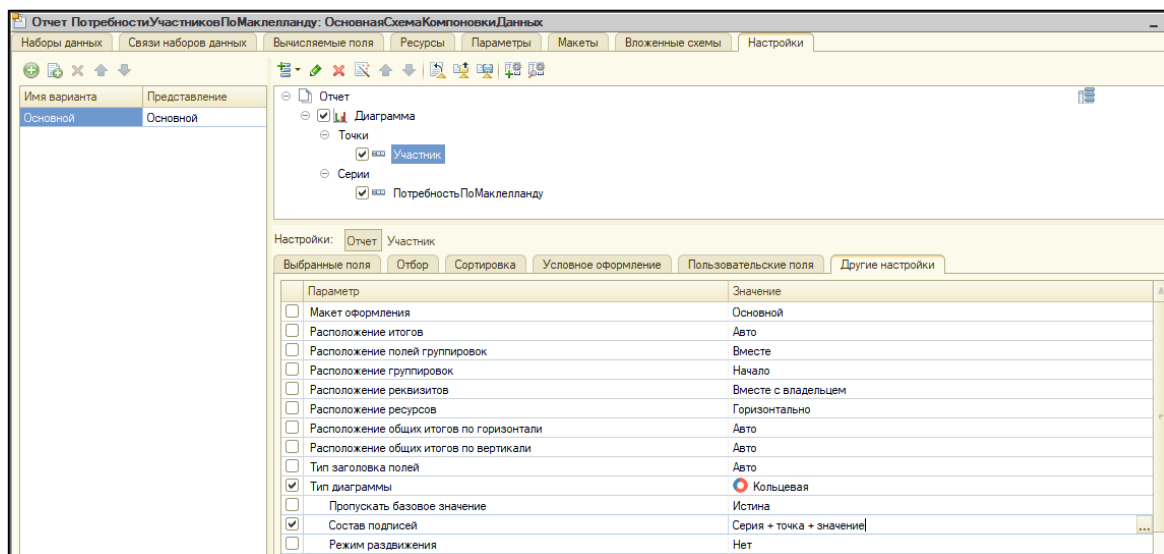 Отчет ПотребностиУчастниковПоМаклелланду: ОсновнаяСхемаКомпоновкиДанных
Наборы данных Связи наборов данных Вычисляемые поля Ресурсы Параметры Макеты Вложенные схемы Настройки
Имя варианта Представление
Основной Основной
Отчет
Диаграмма
Точки
Участник
Серии
ПотребностьПоМаклелланду
Настройки: Отчет Участник
Выбранные поля Отбор Сортировка Условное оформление Пользовательские поля Другие настройки
Параметр Значение
Макет оформления Основной
Расположение итогов Авто
Расположение полей группировок Вместе
Расположение группировок Начало
Расположение реквизитов Вместе с владельцем
Расположение ресурсов Горизонтально
Расположение общих итогов по горизонтали Авто
Расположение общих итогов по вертикали Авто
Тип заголовка полей Авто
Тип диаграммы Кольцевая
Пропускать базовое значение Истина
Состав подписей Серия + точка + значение ...
Режим раздвижения Нет